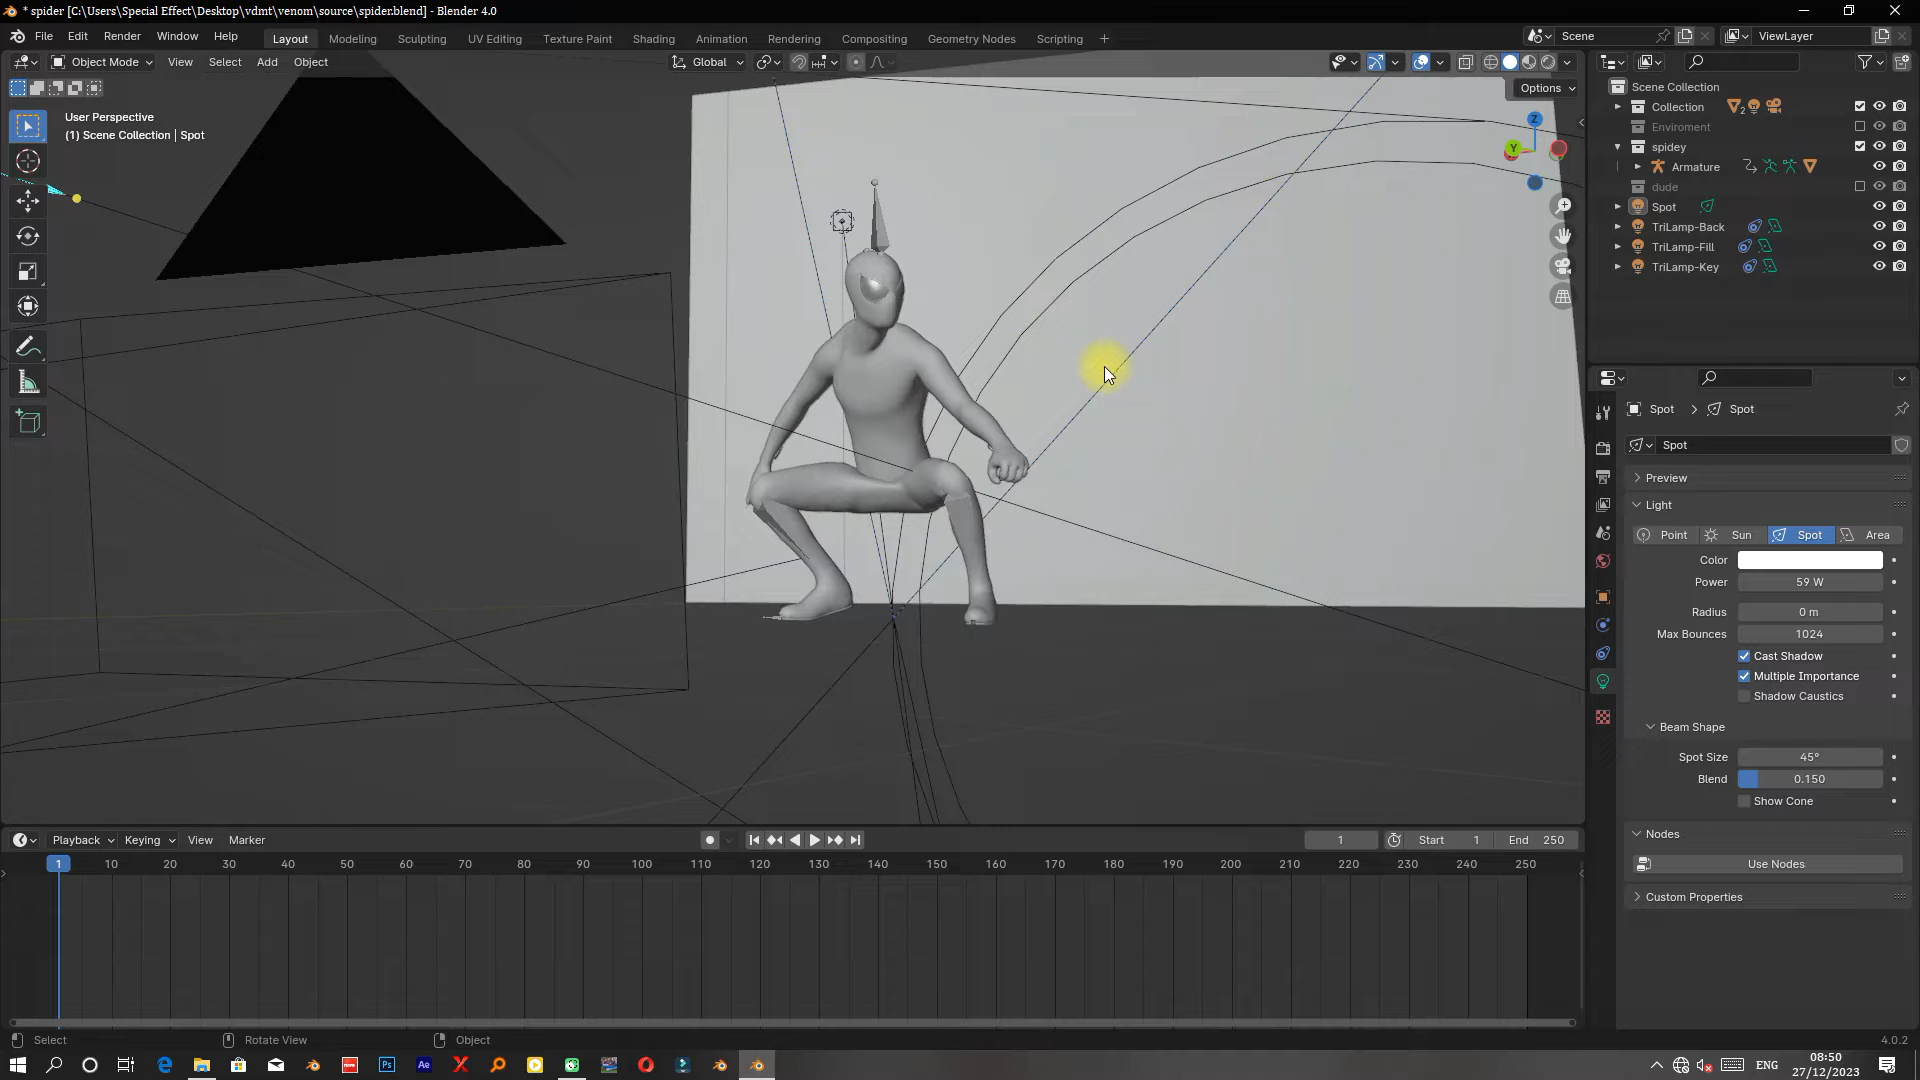 * spider [C:\Users\Special Effect\Desktop\vdmt\venom\source\spider.blend] - Blender 4.0
File Edit Render Window Help
Layout Modeling Sculpting UV Editing Texture Paint Shading Animation Rendering Compositing Geometry Nodes Scripting +
Scene
ViewLayer
Object Mode View Select Add Object
Global
Options
User Perspective
(1) Scene Collection | Spot
Z
Y
Scene Collection
Collection
2
Enviroment
spidey
Armature
dude
Spot
TriLamp-Back
TriLamp-Fill
TriLamp-Key
Spot > Spot
Spot
Preview
Light
Point Sun Spot Area
Color
Power 59 W
Radius 0 m
Max Bounces 1024
Cast Shadow
Multiple Importance
Shadow Caustics
Beam Shape
Spot Size 45°
Blend 0.150
Show Cone
Nodes
Use Nodes
Custom Properties
Playback Keying View Marker
1 Start 1 End 250
1 10 20 30 40 50 60 70 80 90 100 110 120 130 140 150 160 170 180 190 200 210 220 230 240 250
Select Rotate View Object
4.0.2
Ps
Ae
ENG
08:50
27/12/2023